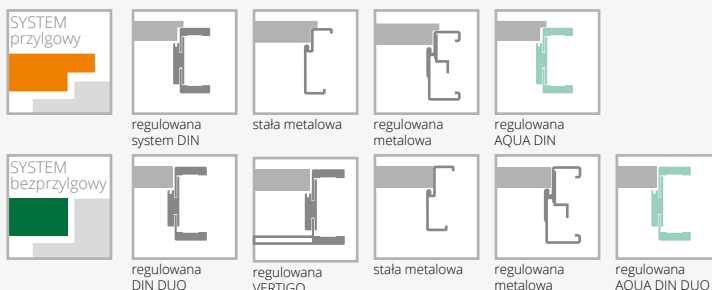 SYSTEM
przylgowy
regulowana
system DIN
stała metalowa
regulowana
metalowa
regulowana
AQUA DIN
SYSTEM
bezprzylgowy
regulowana
DIN DUO
regulowana
VERTIGO
stała metalowa
regulowana
metalowa
regulowana
AQUA DIN DUO